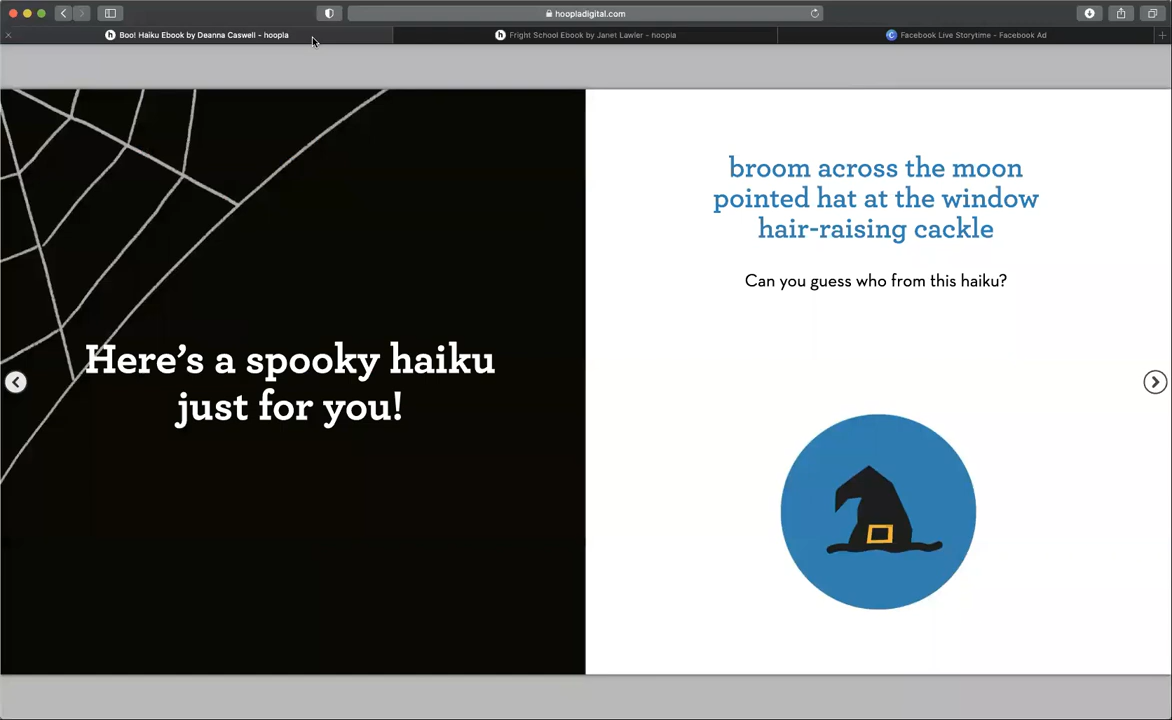 hoopladigital.com
Boo! Haiku Ebook by Deanna Caswell - hoopla
Fright School Ebook by Janet Lawler - hoopla
Facebook Live Storytime - Facebook Ad
Here's a spooky haiku
just for you!
broom across the moon
pointed hat at the window
hair-raising cackle
Can you guess who from this haiku?